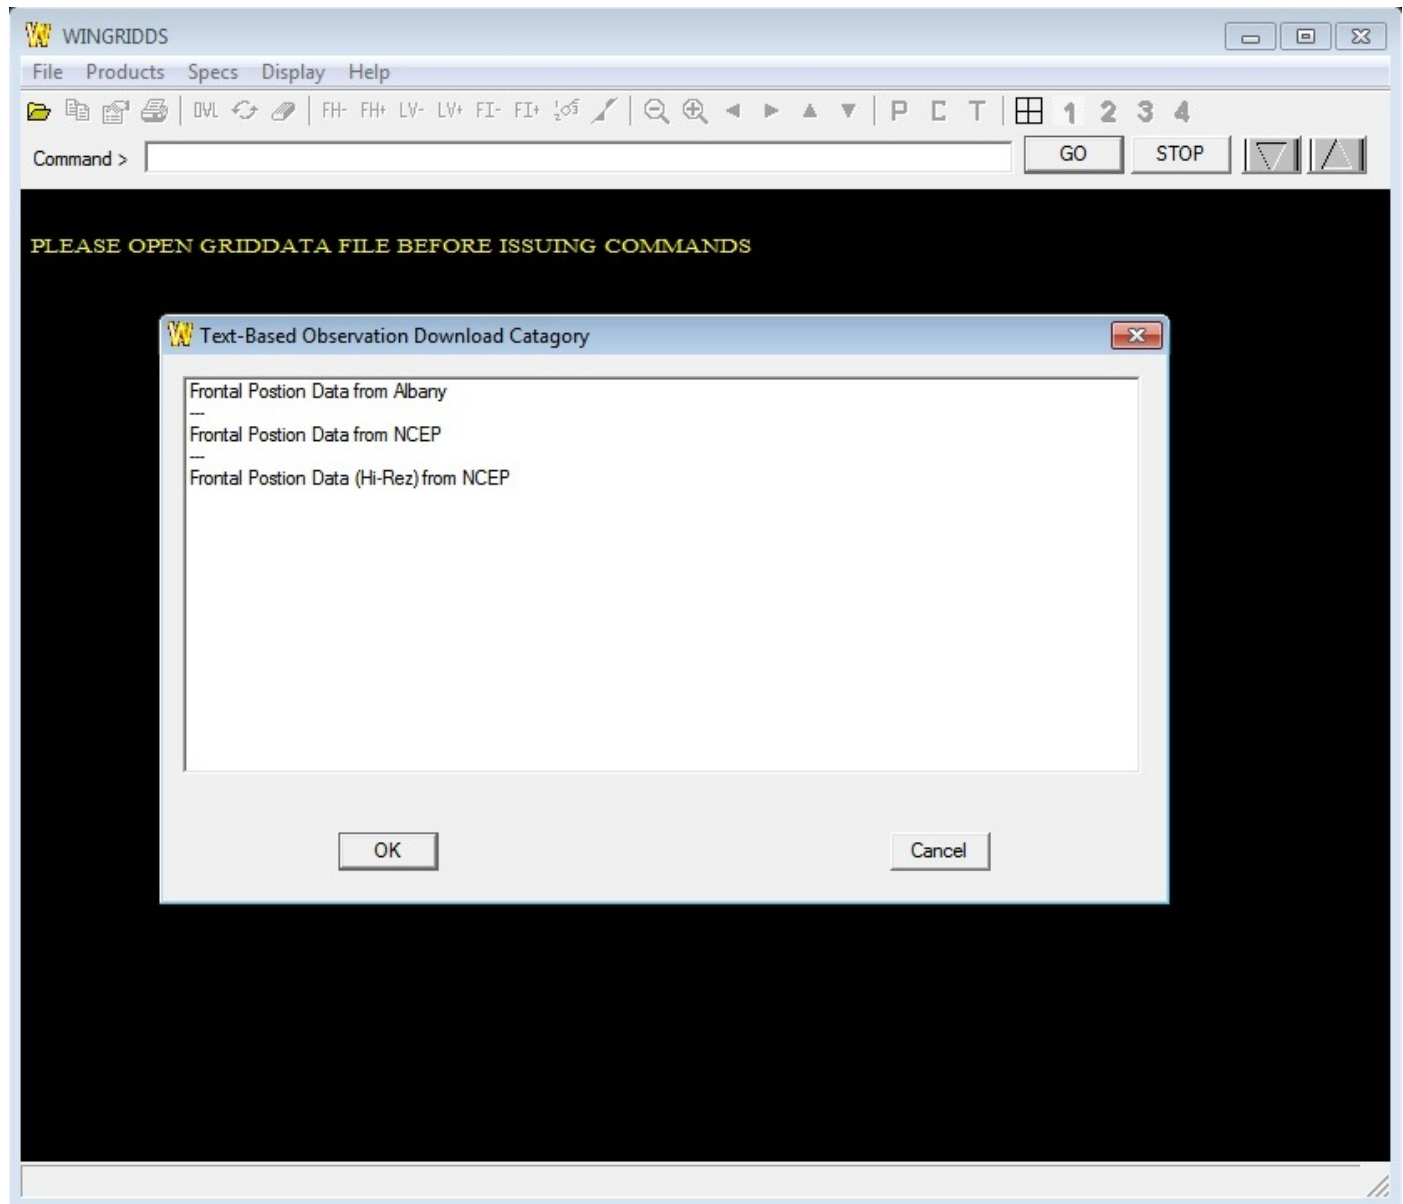 WINGRIDDS
File Products Specs Display Help
OVL FH- FH+ LV- LV+ FI- FI+ P C T 1 2 3 4
Command > GO STOP
PLEASE OPEN GRIDDATA FILE BEFORE ISSUING COMMANDS
Text-Based Observation Download Catagory
Frontal Postion Data from Albany
---
Frontal Postion Data from NCEP
---
Frontal Postion Data (Hi-Rez) from NCEP
OK Cancel